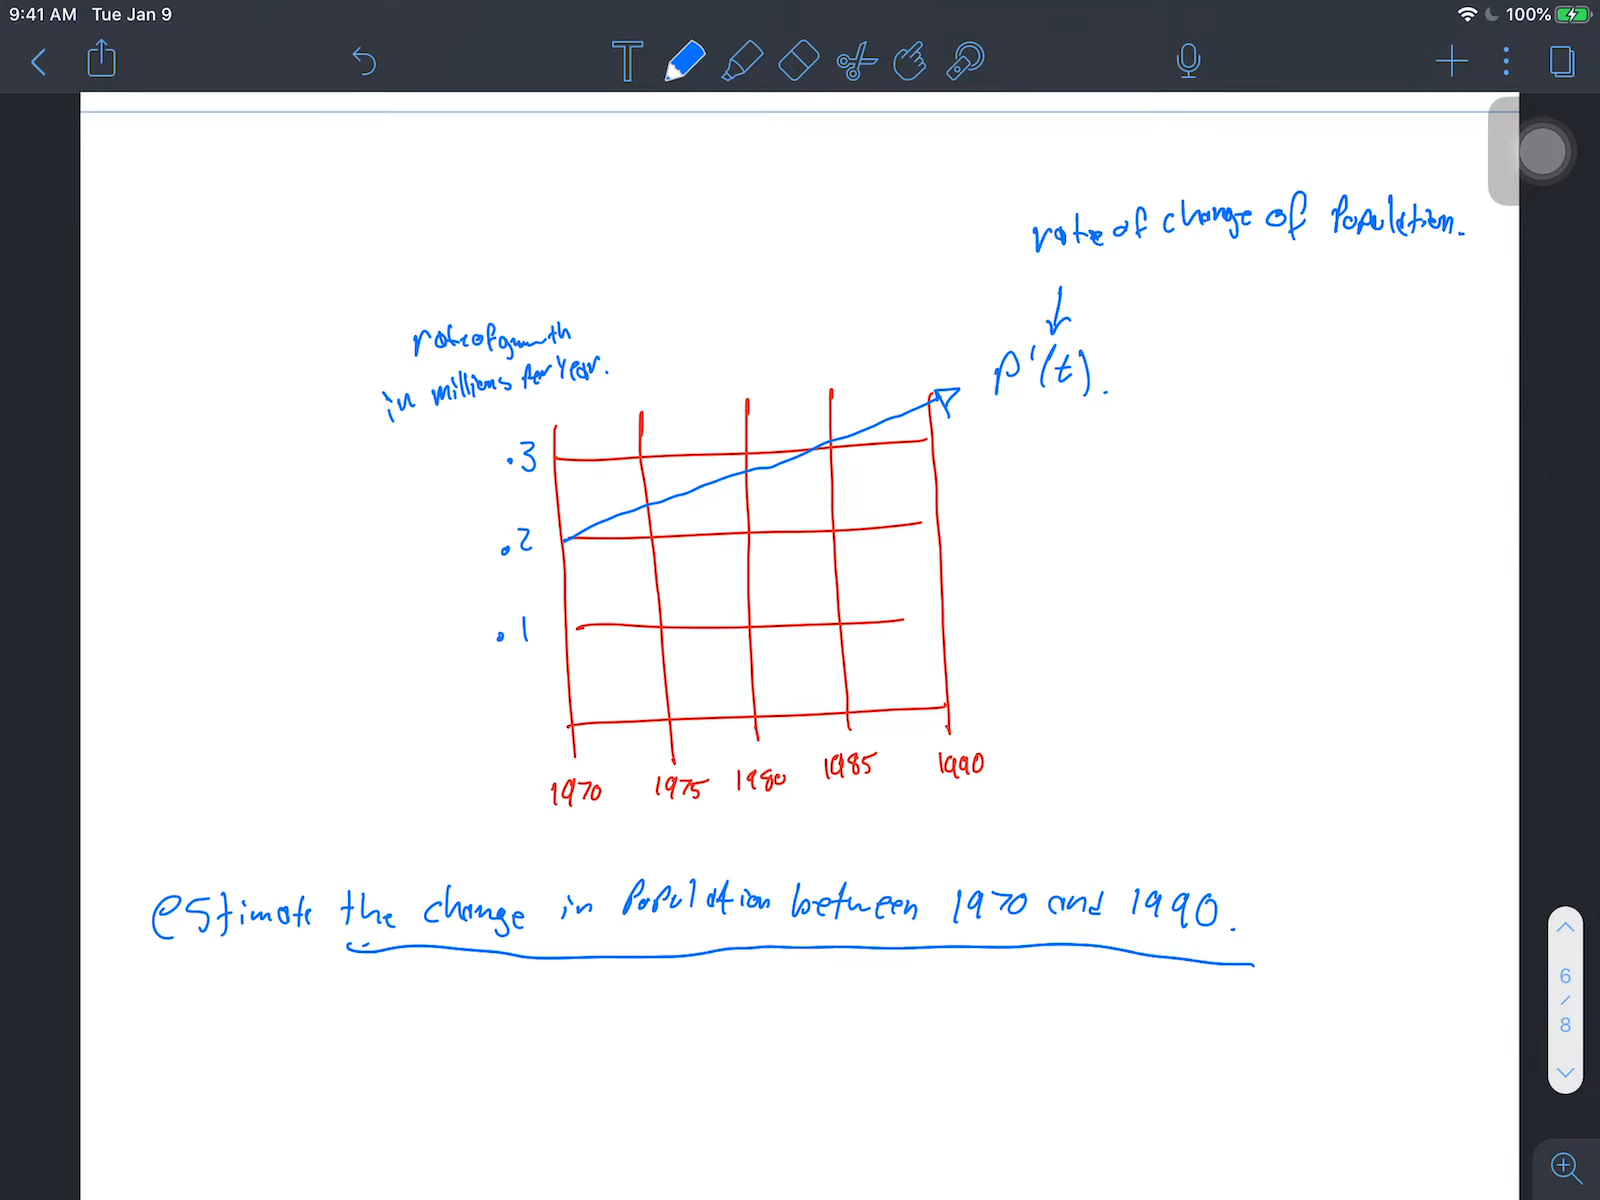 9:41 AM Tue Jan 9
100%
T
rate of change of Population.
rate of growth
in millions Per Year.
P'(t).
.3
.2
.1
1970 1975 1980 1985 1990
estimate the change in Population between 1970 and 1990.
6
/
8